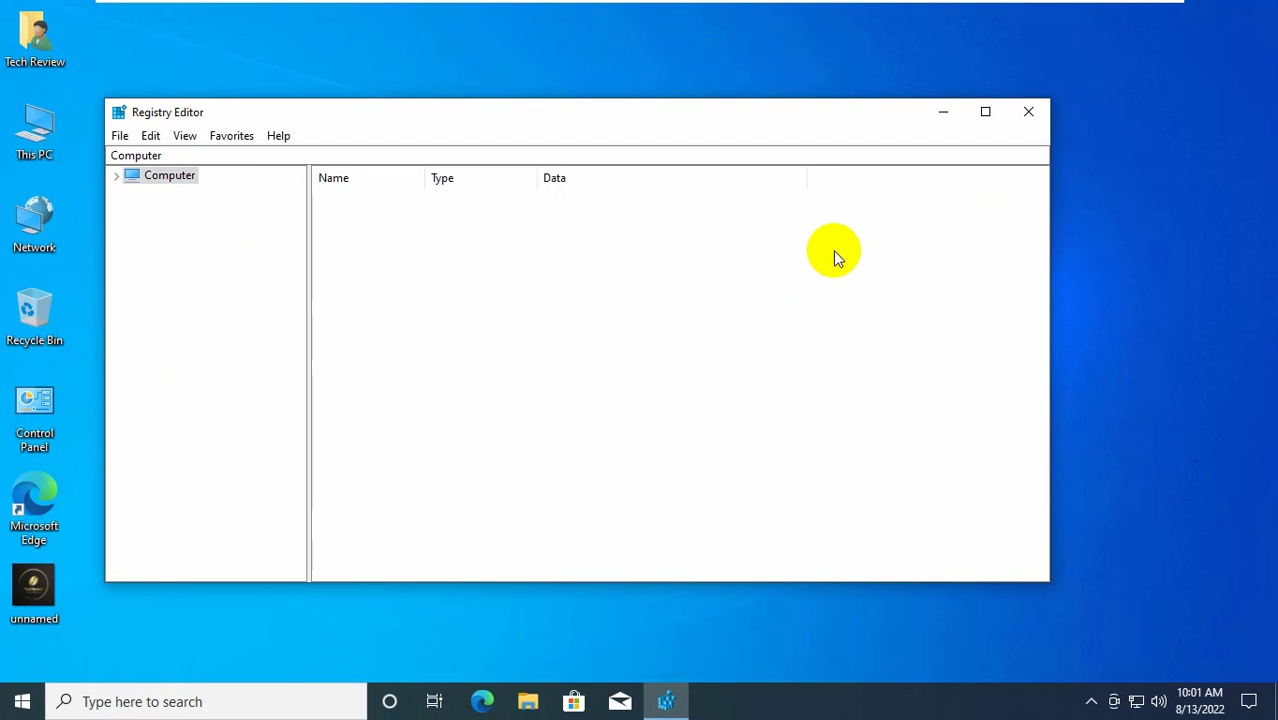 Tech Review
This PC
Network
Recycle Bin
Control
Panel
Microsoft
Edge
unnamed
Registry Editor
File Edit View Favorites Help
Computer
Computer
Name Type Data
Type here to search
10:01 AM
8/13/2022